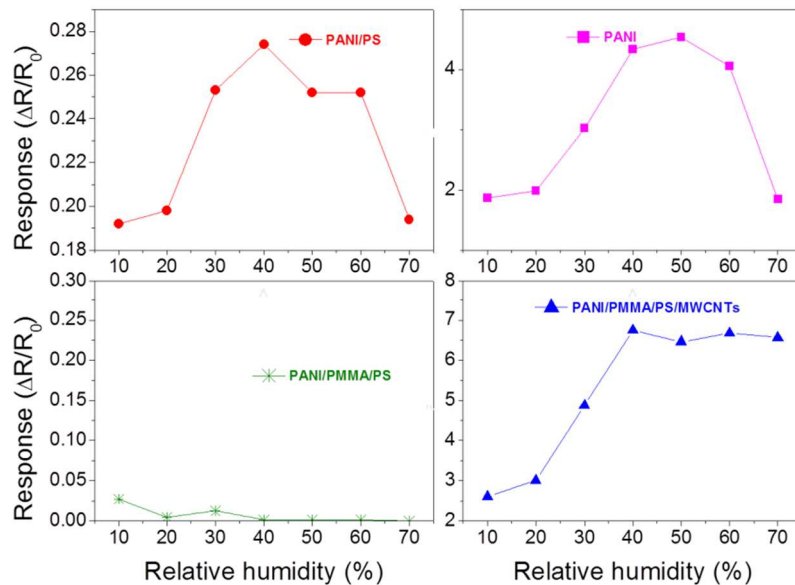 Response (ΔR/R0)
0.28
0.26
0.24
0.22
0.20
0.18
PANI/PS
10 20 30 40 50 60 70
4
2
PANI
10 20 30 40 50 60 70
Response (ΔR/R0)
0.30
0.25
0.20
0.15
0.10
0.05
0.00
PANI/PMMA/PS
10 20 30 40 50 60 70
Relative humidity (%)
8
7
6
5
4
3
2
PANI/PMMA/PS/MWCNTs
10 20 30 40 50 60 70
Relative humidity (%)